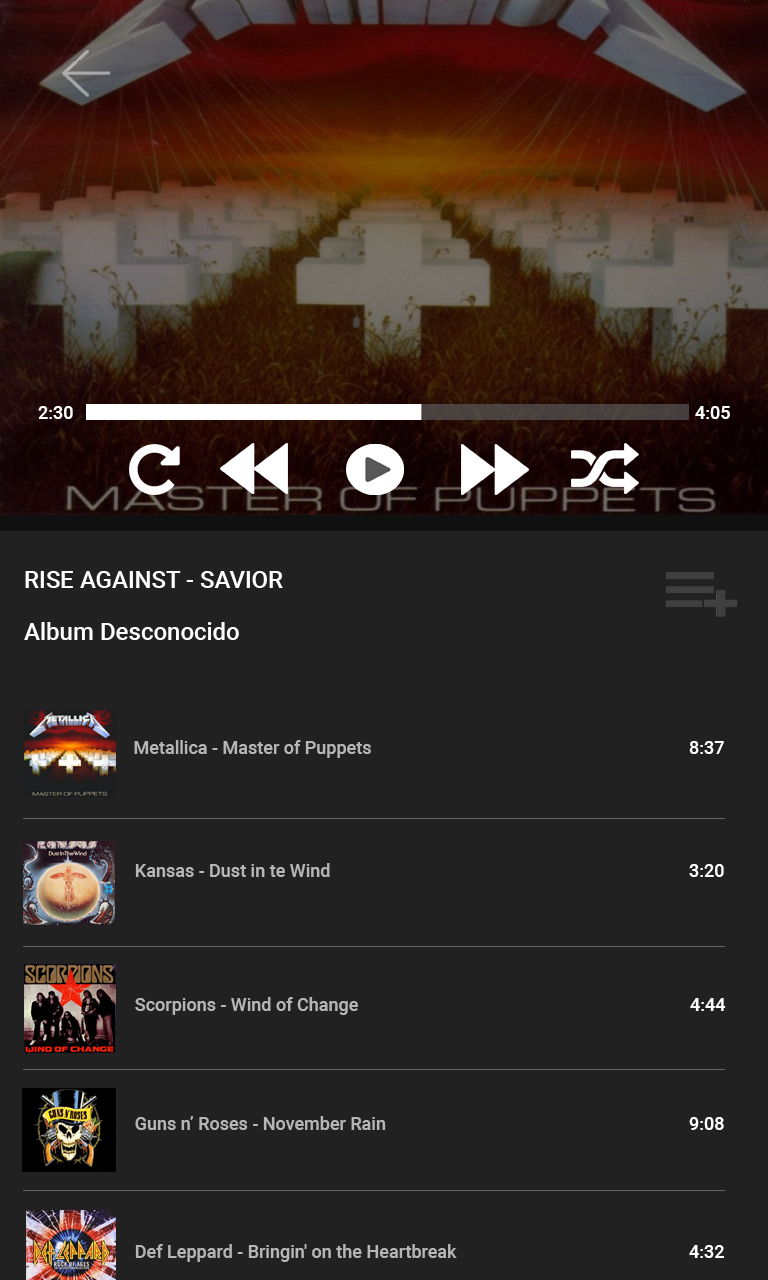 2:30 4:05
MASTER OF PUPPETS
RISE AGAINST - SAVIOR
Album Desconocido
METALLICA
MASTER OF PUPPETS
Metallica - Master of Puppets 8:37
KANSAS
Dust in The Wind
Kansas - Dust in te Wind 3:20
SCORPIONS
WIND OF CHANGE
Scorpions - Wind of Change 4:44
GUNS N' ROSES
Guns n’ Roses - November Rain 9:08
DEF LEPPARD
ROCK OF AGES
Def Leppard - Bringin' on the Heartbreak 4:32